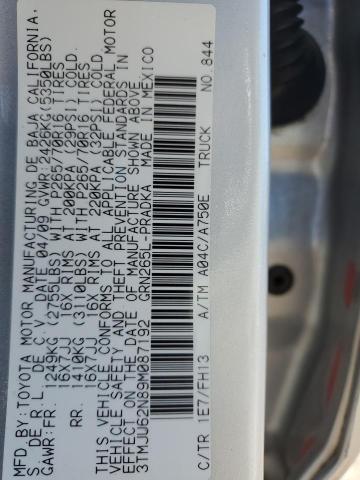 MFD.BY:TOYOTA MOTOR MANUFACTURING DE BAJA CALIFORNIA,
S. DE R.L. DE C.V. DATE 04/09 GVWR:2429KG(5350LBS)
GAWR:FR. 1249KG (2755LBS) WITH P265/70R16 TIRES
16X7JJ 16X RIMS AT 200KPA (29PSI) COLD.
RR. 1410KG (3110LBS) WITH P265/70R16 TIRES
16X7JJ 16X RIMS AT 220KPA (32PSI) COLD.
THIS VEHICLE CONFORMS TO ALL APPLICABLE FEDERAL MOTOR
VEHICLE SAFETY AND THEFT PREVENTION STANDARDS IN
EFFECT ON THE DATE OF MANUFACTURE SHOWN ABOVE.
3TMJU62N89M087192 GRN265L-PRADKA MADE IN MEXICO
C/TR 1E7/FH13 A/TM A04C/A750E TRUCK NO.844